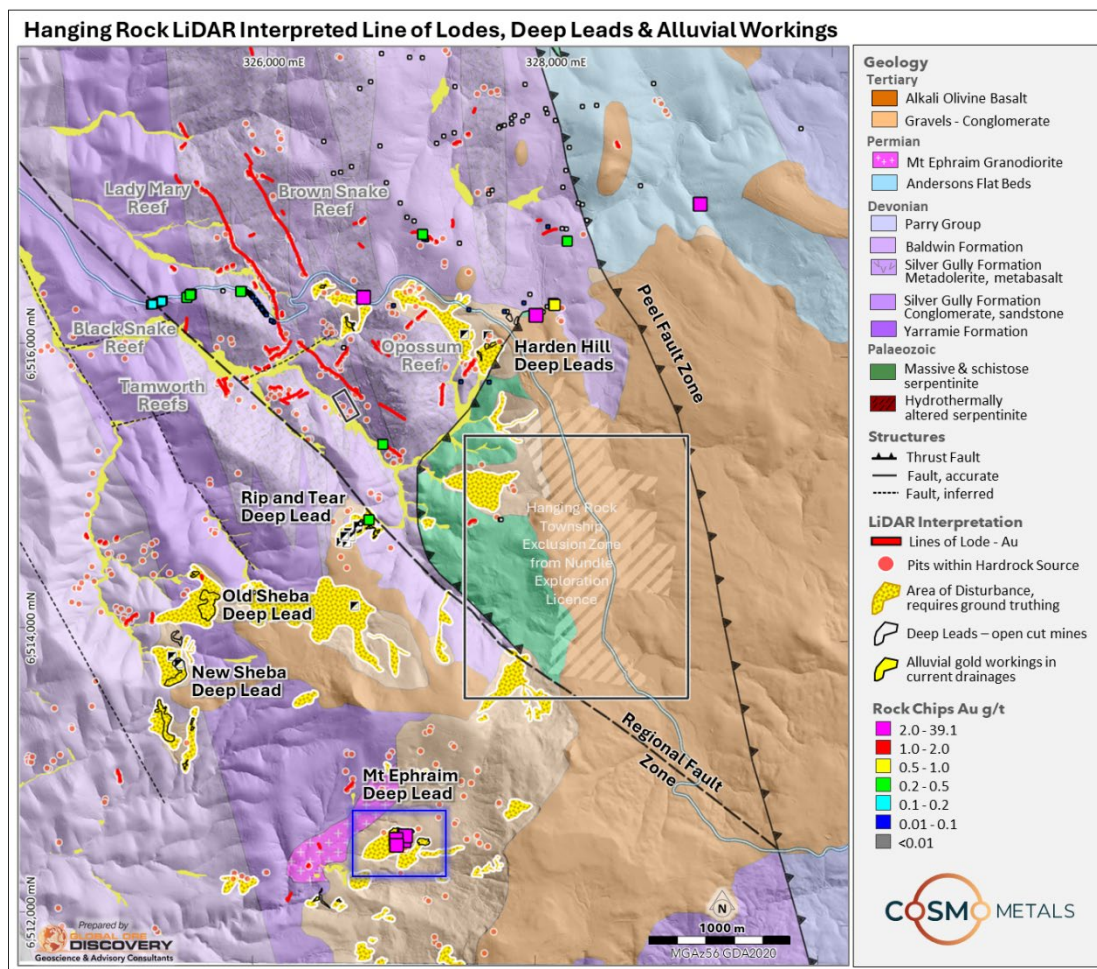 Hanging Rock LiDAR Interpreted Line of Lodes, Deep Leads & Alluvial Workings
326,000 mE
328,000 mE
6,516,000 mN
6,514,000 mN
6,512,000 mN
Lady Mary
Reef
Brown Snake
Reef
Black Snake
Reef
Tamworth
Reefs
Opossum
Reef
Harden Hill
Deep Leads
Peel Fault Zone
Rip and Tear
Deep Lead
Hanging Rock
Township
Exclusion Zone
from Nundle
Exploration
Licence
Old Sheba
Deep Lead
New Sheba
Deep Lead
Regional Fault
Zone
Mt Ephraim
Deep Lead
Prepared by
GLOBAL ORE
DISCOVERY
Geoscience & Advisory Consultants
N
1000 m
MGAz56 GDA2020
Geology
Tertiary
Alkali Olivine Basalt
Gravels - Conglomerate
Permian
Mt Ephraim Granodiorite
Andersons Flat Beds
Devonian
Parry Group
Baldwin Formation
Silver Gully Formation
Metadolerite, metabasalt
Silver Gully Formation
Conglomerate, sandstone
Yarramie Formation
Palaeozoic
Massive & schistose
serpentinite
Hydrothermally
altered serpentinite
Structures
Thrust Fault
Fault, accurate
Fault, inferred
LiDAR Interpretation
Lines of Lode - Au
Pits within Hardrock Source
Area of Disturbance,
requires ground truthing
Deep Leads – open cut mines
Alluvial gold workings in
current drainages
Rock Chips Au g/t
2.0 - 39.1
1.0 - 2.0
0.5 - 1.0
0.2 - 0.5
0.1 - 0.2
0.01 - 0.1
<0.01
COSMO METALS